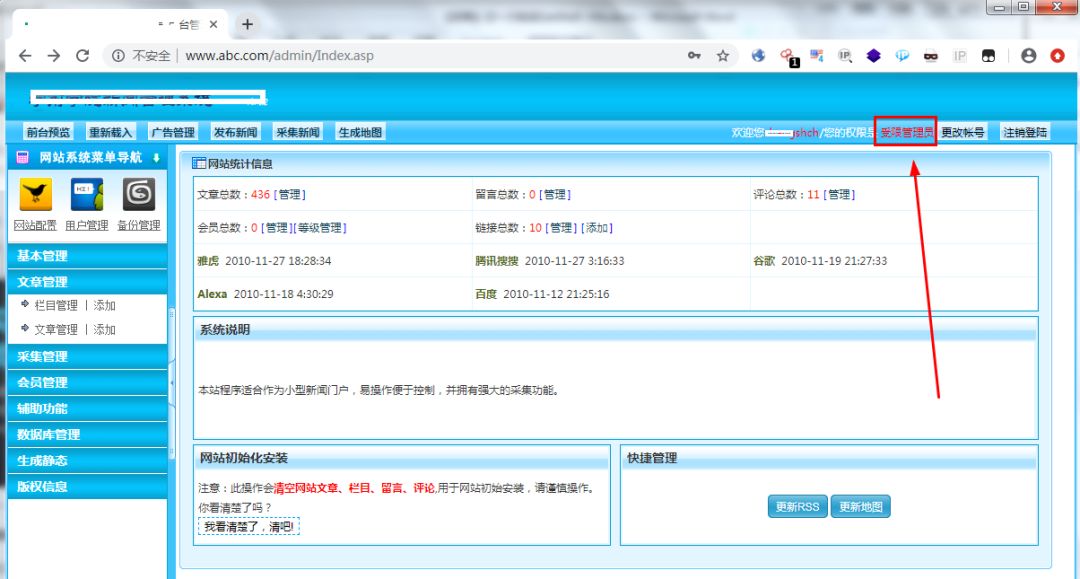 台管
不安全 www.abc.com/admin/Index.asp
1
4
IP
IP
前台预览 重新载入 广告管理 发布新闻 采集新闻 生成地图
欢迎您 shch/您的权限是 受限管理员 更改帐号 注销登陆
网站系统菜单导航
HI!
网站配置 用户管理 备份管理
基本管理
文章管理
栏目管理 | 添加
文章管理 | 添加
采集管理
会员管理
辅助功能
数据库管理
生成静态
版权信息
网站统计信息
文章总数：436 [管理] 留言总数：0 [管理] 评论总数：11 [管理]
会员总数：0 [管理][等级管理] 链接总数：10 [管理] [添加]
雅虎 2010-11-27 18:28:34 腾讯搜搜 2010-11-27 3:16:33 谷歌 2010-11-19 21:27:33
Alexa 2010-11-18 4:30:29 百度 2010-11-12 21:25:16
系统说明
本站程序适合作为小型新闻门户，易操作便于控制，并拥有强大的采集功能。
网站初始化安装
注意：此操作会清空网站文章、栏目、留言、评论,用于网站初始安装，请谨慎操作。
你看清楚了吗？
我看清楚了，清吧!
快捷管理
更新RSS 更新地图